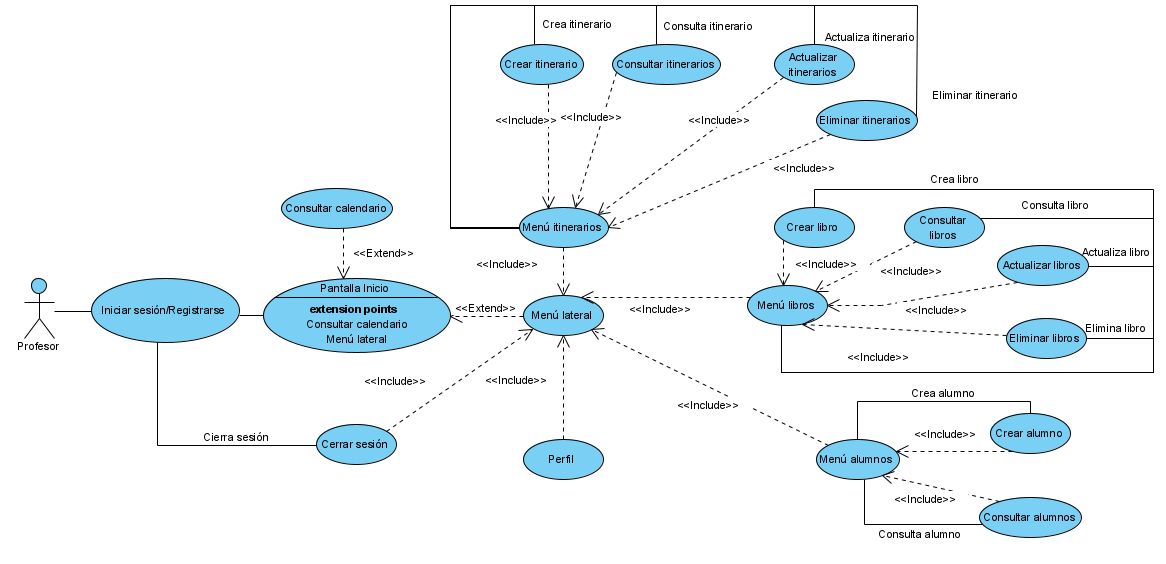 Crea itinerario
Consulta itinerario
Actualiza itinerario
Crear itinerario
Consultar itinerarios
Actualizar
itinerarios
Eliminar itinerario
<<Include>>
<<Include>>
<<Include>>
Eliminar itinerarios
<<Include>>
Crea libro
Consultar calendario
Consulta libro
Menú itinerarios
Crear libro
Consultar
libros
<<Extend>>
Actualiza libro
<<Include>>
<<Include>>
<<Include>>
Actualizar libros
Pantalla Inicio
extension points
Consultar calendario
Menú lateral
Iniciar sesión/Registrarse
<<Extend>>
Menú lateral
<<Include>>
Menú libros
<<Include>>
Profesor
Elimina libro
Eliminar libros
<<Include>>
<<Include>>
<<Include>>
Crea alumno
<<Include>>
Cierra sesión
Cerrar sesión
<<Include>>
Crear alumno
Perfil
Menú alumnos
<<Include>>
Consultar alumnos
Consulta alumno